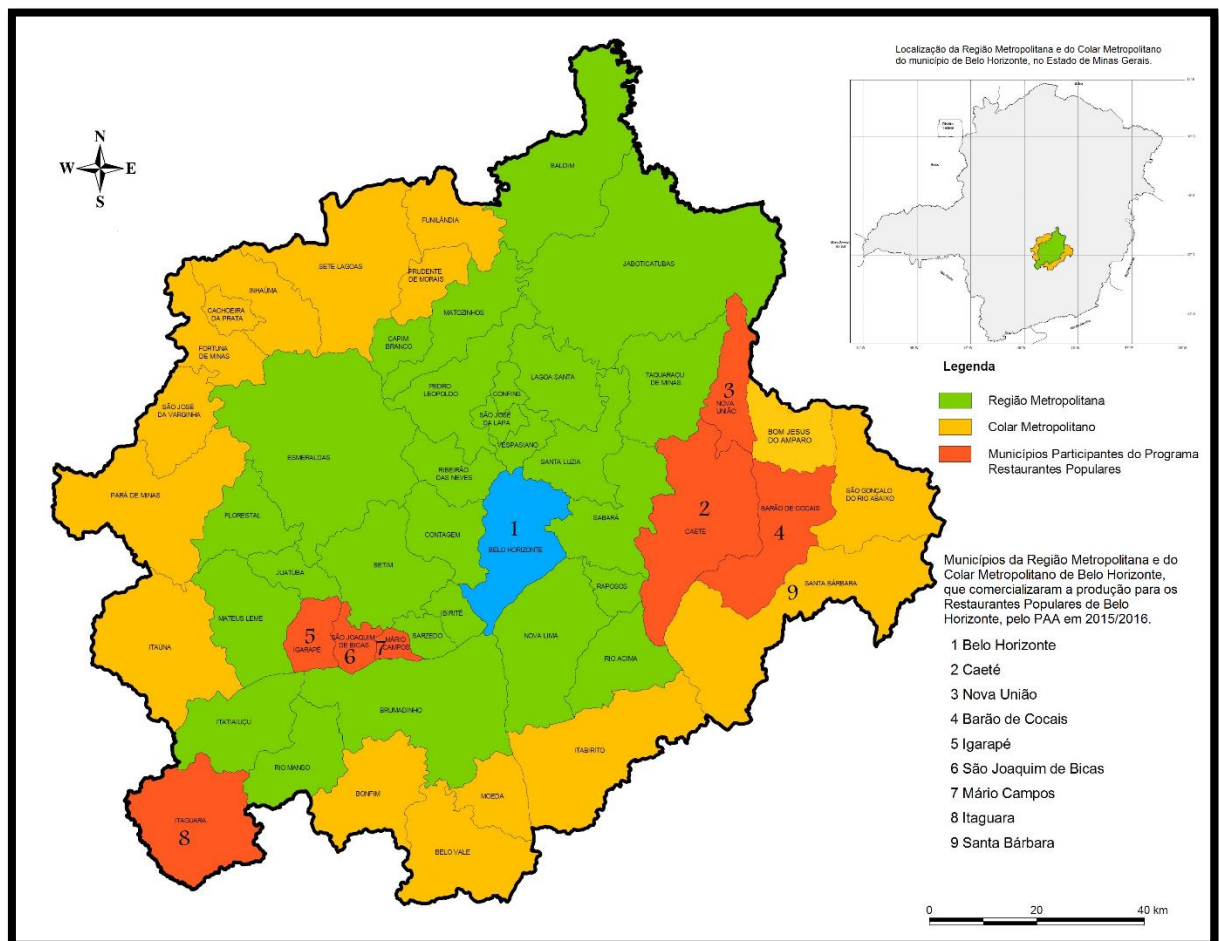 Localização da Região Metropolitana e do Colar Metropolitano
do município de Belo Horizonte, no Estado de Minas Gerais.
N
W E
S
BALDIM
FUNILÂNDIA
SETE LAGOAS
JABOTICATUBAS
PRUDENTE
DE MORAIS
INHAÚMA
CACHOEIRA
DA PRATA
MATOZINHOS
CAPIM
BRANCO
FORTUNA
DE MINAS
LAGOA SANTA
TAQUARAÇU
DE MINAS
PEDRO
LEOPOLDO
CONFINS
3
NOVA
UNIÃO
SÃO JOSÉ
DA VARGINHA
SÃO JOSÉ
DA LAPA
BOM JESUS
DO AMPARO
VESPASIANO
ESMERALDAS
SANTA LUZIA
RIBEIRÃO
DAS NEVES
SÃO GONÇALO
DO RIO ABAIXO
PARÁ DE MINAS
2
CAETÉ
BARÃO DE COCAIS
4
FLORESTAL
SABARÁ
1
BELO HORIZONTE
CONTAGEM
BETIM
JUATUBA
RAPOSOS
SANTA BÁRBARA
9
IBIRITÉ
MATEUS LEME
SARZEDO
5
IGARAPÉ
SÃO JOAQUIM
DE BICAS
6
7
MÁRIO
CAMPOS
NOVA LIMA
ITAÚNA
RIO ACIMA
BRUMADINHO
ITATIAIUÇU
ITABIRITO
RIO MANSO
BONFIM
MOEDA
ITAGUARA
8
BELO VALE
Legenda
Região Metropolitana
Colar Metropolitano
Municípios Participantes do Programa
Restaurantes Populares
Municípios da Região Metropolitana e do
Colar Metropolitano de Belo Horizonte,
que comercializaram a produção para os
Restaurantes Populares de Belo
Horizonte, pelo PAA em 2015/2016.
1 Belo Horizonte
2 Caeté
3 Nova União
4 Barão de Cocais
5 Igarapé
6 São Joaquim de Bicas
7 Mário Campos
8 Itaguara
9 Santa Bárbara
0 20 40 km